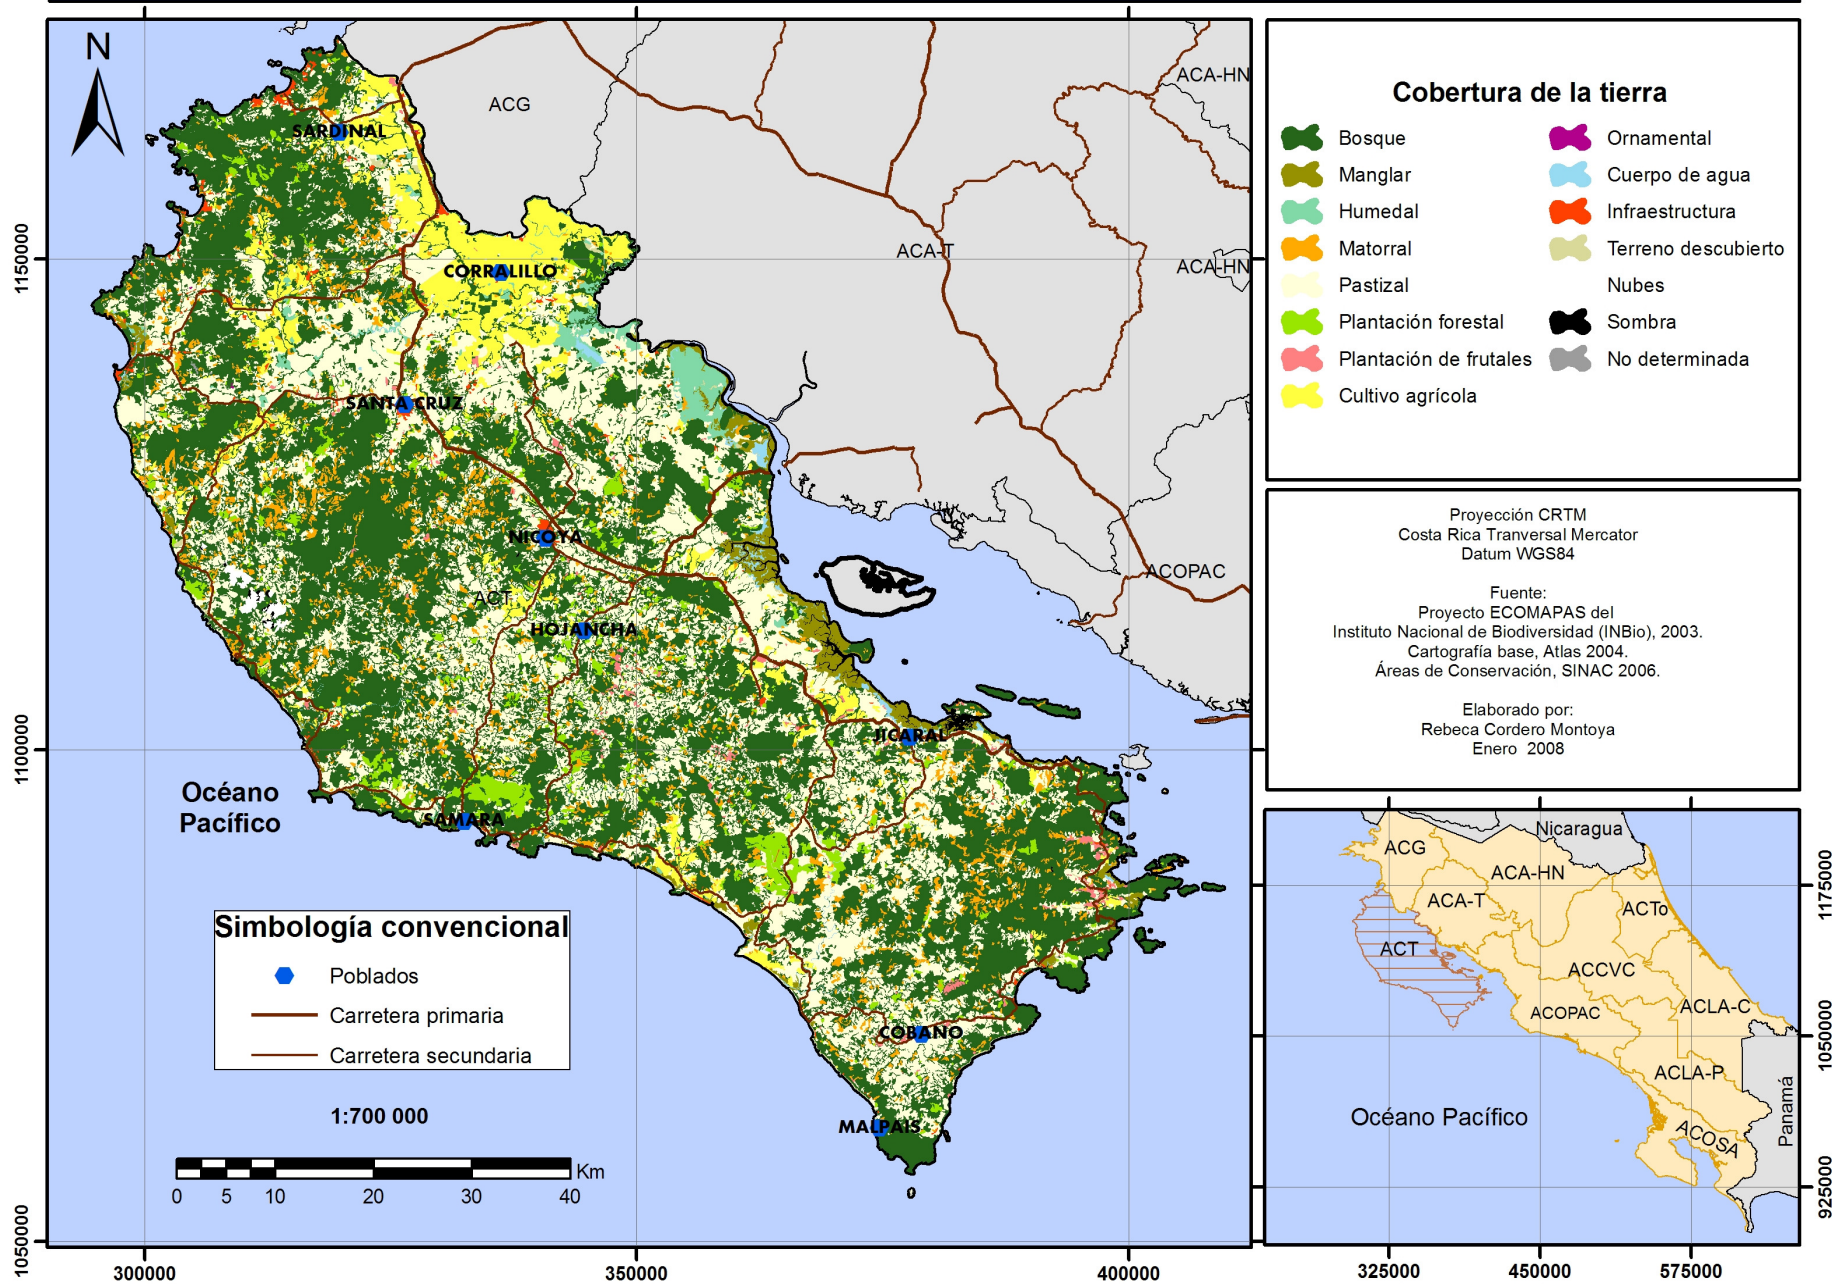 N
ACG
ACA-HN
SARDINAL
ACA-T
ACA-HN
CORRALILLO
SANTA CRUZ
NICOYA
ACOPAC
ACT
HOJANCHA
JICARAL
Océano
Pacífico
SAMARA
COBANO
MALPAIS
Simbología convencional
Poblados
Carretera primaria
Carretera secundaria
1:700 000
Km
0 5 10 20 30 40
1150000
1100000
1050000
300000 350000 400000
Cobertura de la tierra
Bosque
Manglar
Humedal
Matorral
Pastizal
Plantación forestal
Plantación de frutales
Cultivo agrícola
Ornamental
Cuerpo de agua
Infraestructura
Terreno descubierto
Nubes
Sombra
No determinada
Proyección CRTM
Costa Rica Tranversal Mercator
Datum WGS84
Fuente:
Proyecto ECOMAPAS del
Instituto Nacional de Biodiversidad (INBio), 2003.
Cartografía base, Atlas 2004.
Áreas de Conservación, SINAC 2006.
Elaborado por:
Rebeca Cordero Montoya
Enero 2008
Nicaragua
ACG
ACA-HN
ACA-T
ACTo
ACT
ACCVC
ACOPAC
ACLA-C
ACLA-P
Océano Pacífico
ACOSA
Panamá
1175000
1050000
925000
325000 450000 575000